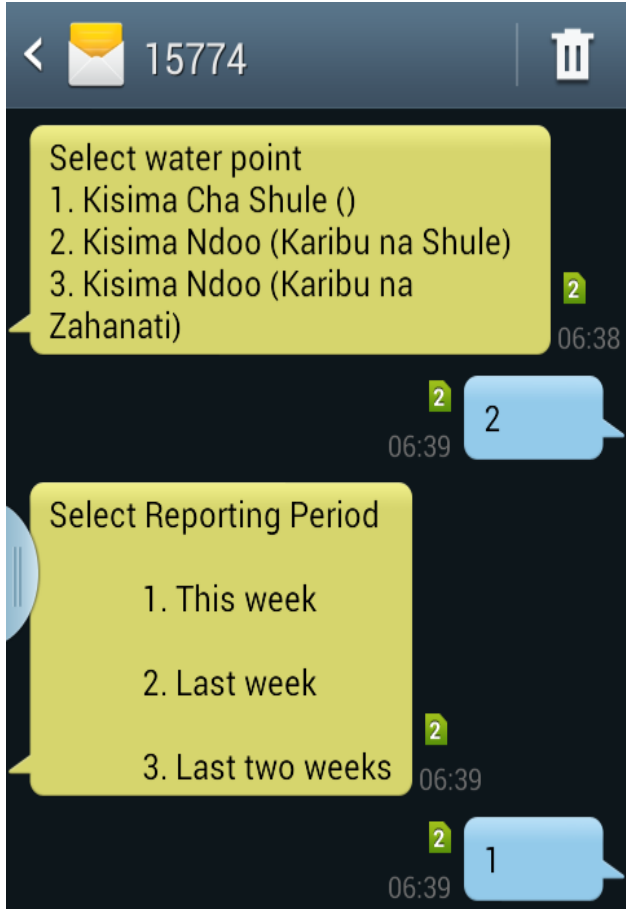 15774
Select water point
1. Kisima Cha Shule ()
2. Kisima Ndoo (Karibu na Shule)
3. Kisima Ndoo (Karibu na
Zahanati)
2
06:38
2
06:39
2
Select Reporting Period
1. This week
2. Last week
3. Last two weeks
2
06:39
2
06:39
1